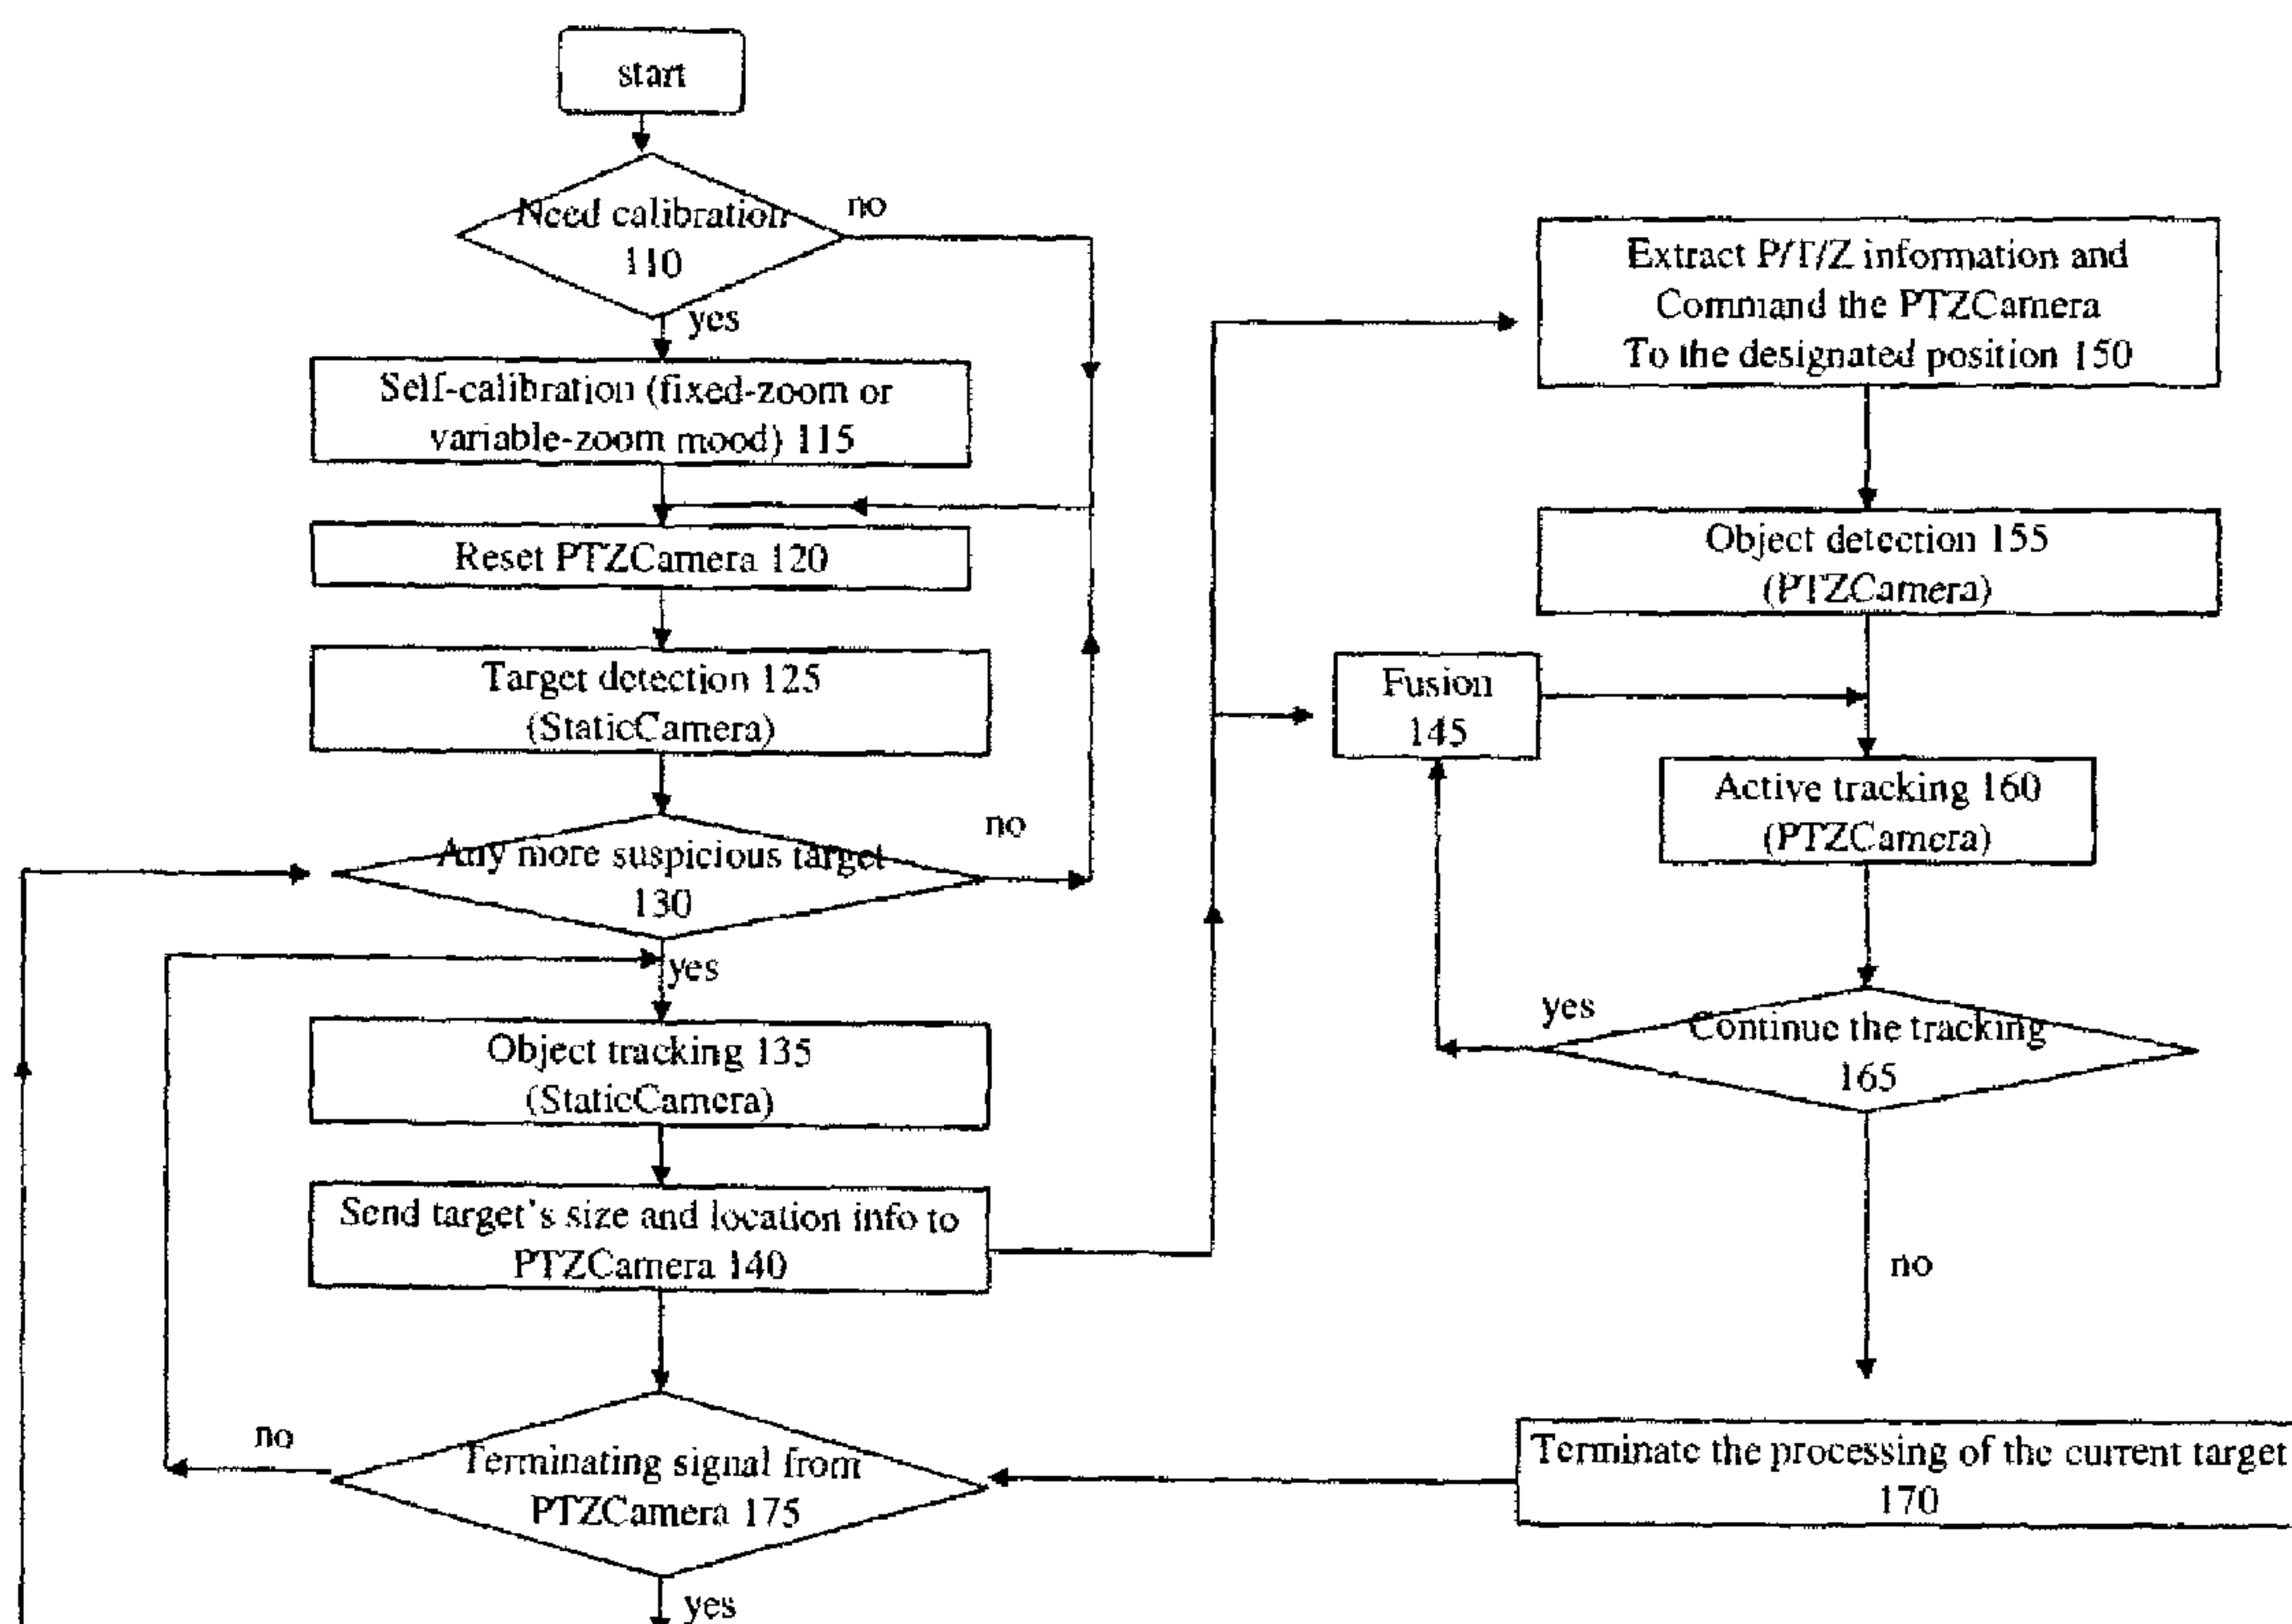 start
Need calibration
110
no
yes
Self-calibration (fixed-zoom or
variable-zoom mood) 115
Reset PTZCamera 120
Target detection 125
(StaticCamera)
Any more suspicious target
130
no
yes
Object tracking 135
(StaticCamera)
Send target's size and location info to
PTZCamera 140
Terminating signal from
PTZCamera 175
no
yes
Extract P/T/Z information and
Command the PTZCamera
To the designated position 150
Object detection 155
(PTZCamera)
Fusion
145
Active tracking 160
(PTZCamera)
Continue the tracking
165
yes
no
Terminate the processing of the current target
170